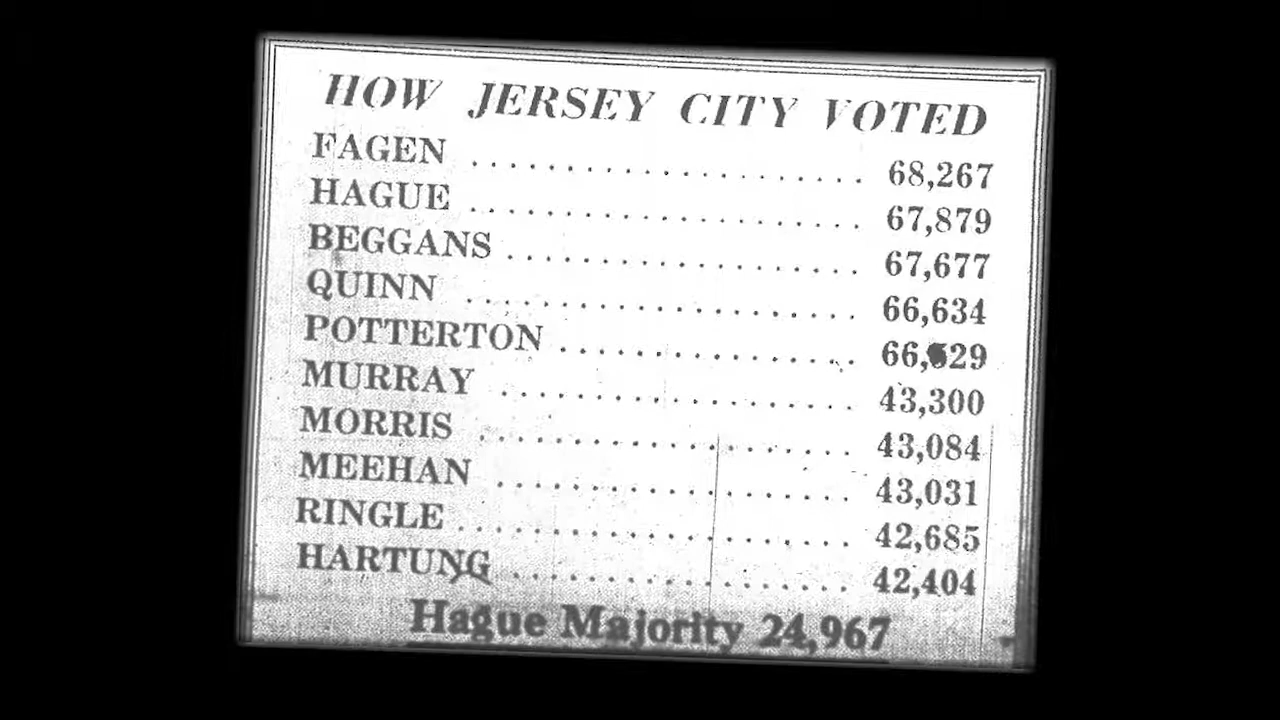 HOW JERSEY CITY VOTED
FAGEN .................... 68,267
HAGUE .................... 67,879
BEGGANS .................. 67,677
QUINN .................... 66,634
POTTERTON ................
MURRAY ................... 43,300
MORRIS ................... 43,084
MEEHAN ................... 43,031
RINGLE ................... 42,685
HARTUNG .................. 42,404
Hague Majority 24,967